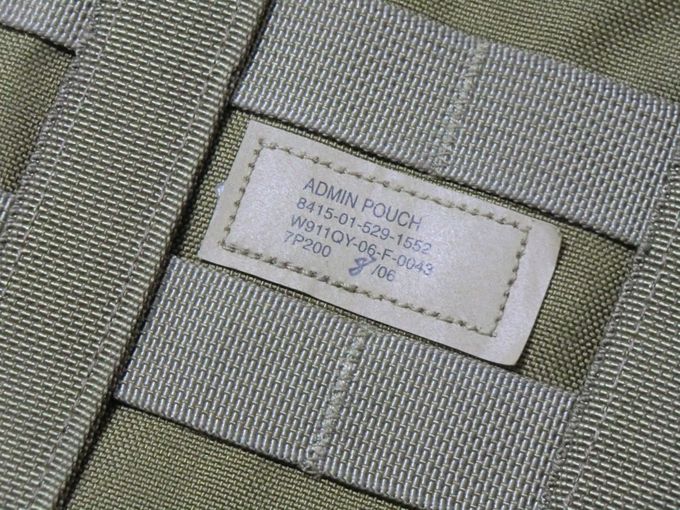 ADMIN POUCH
8415-01-529-1552
W911QY-06-F-0043
7P200 8/06